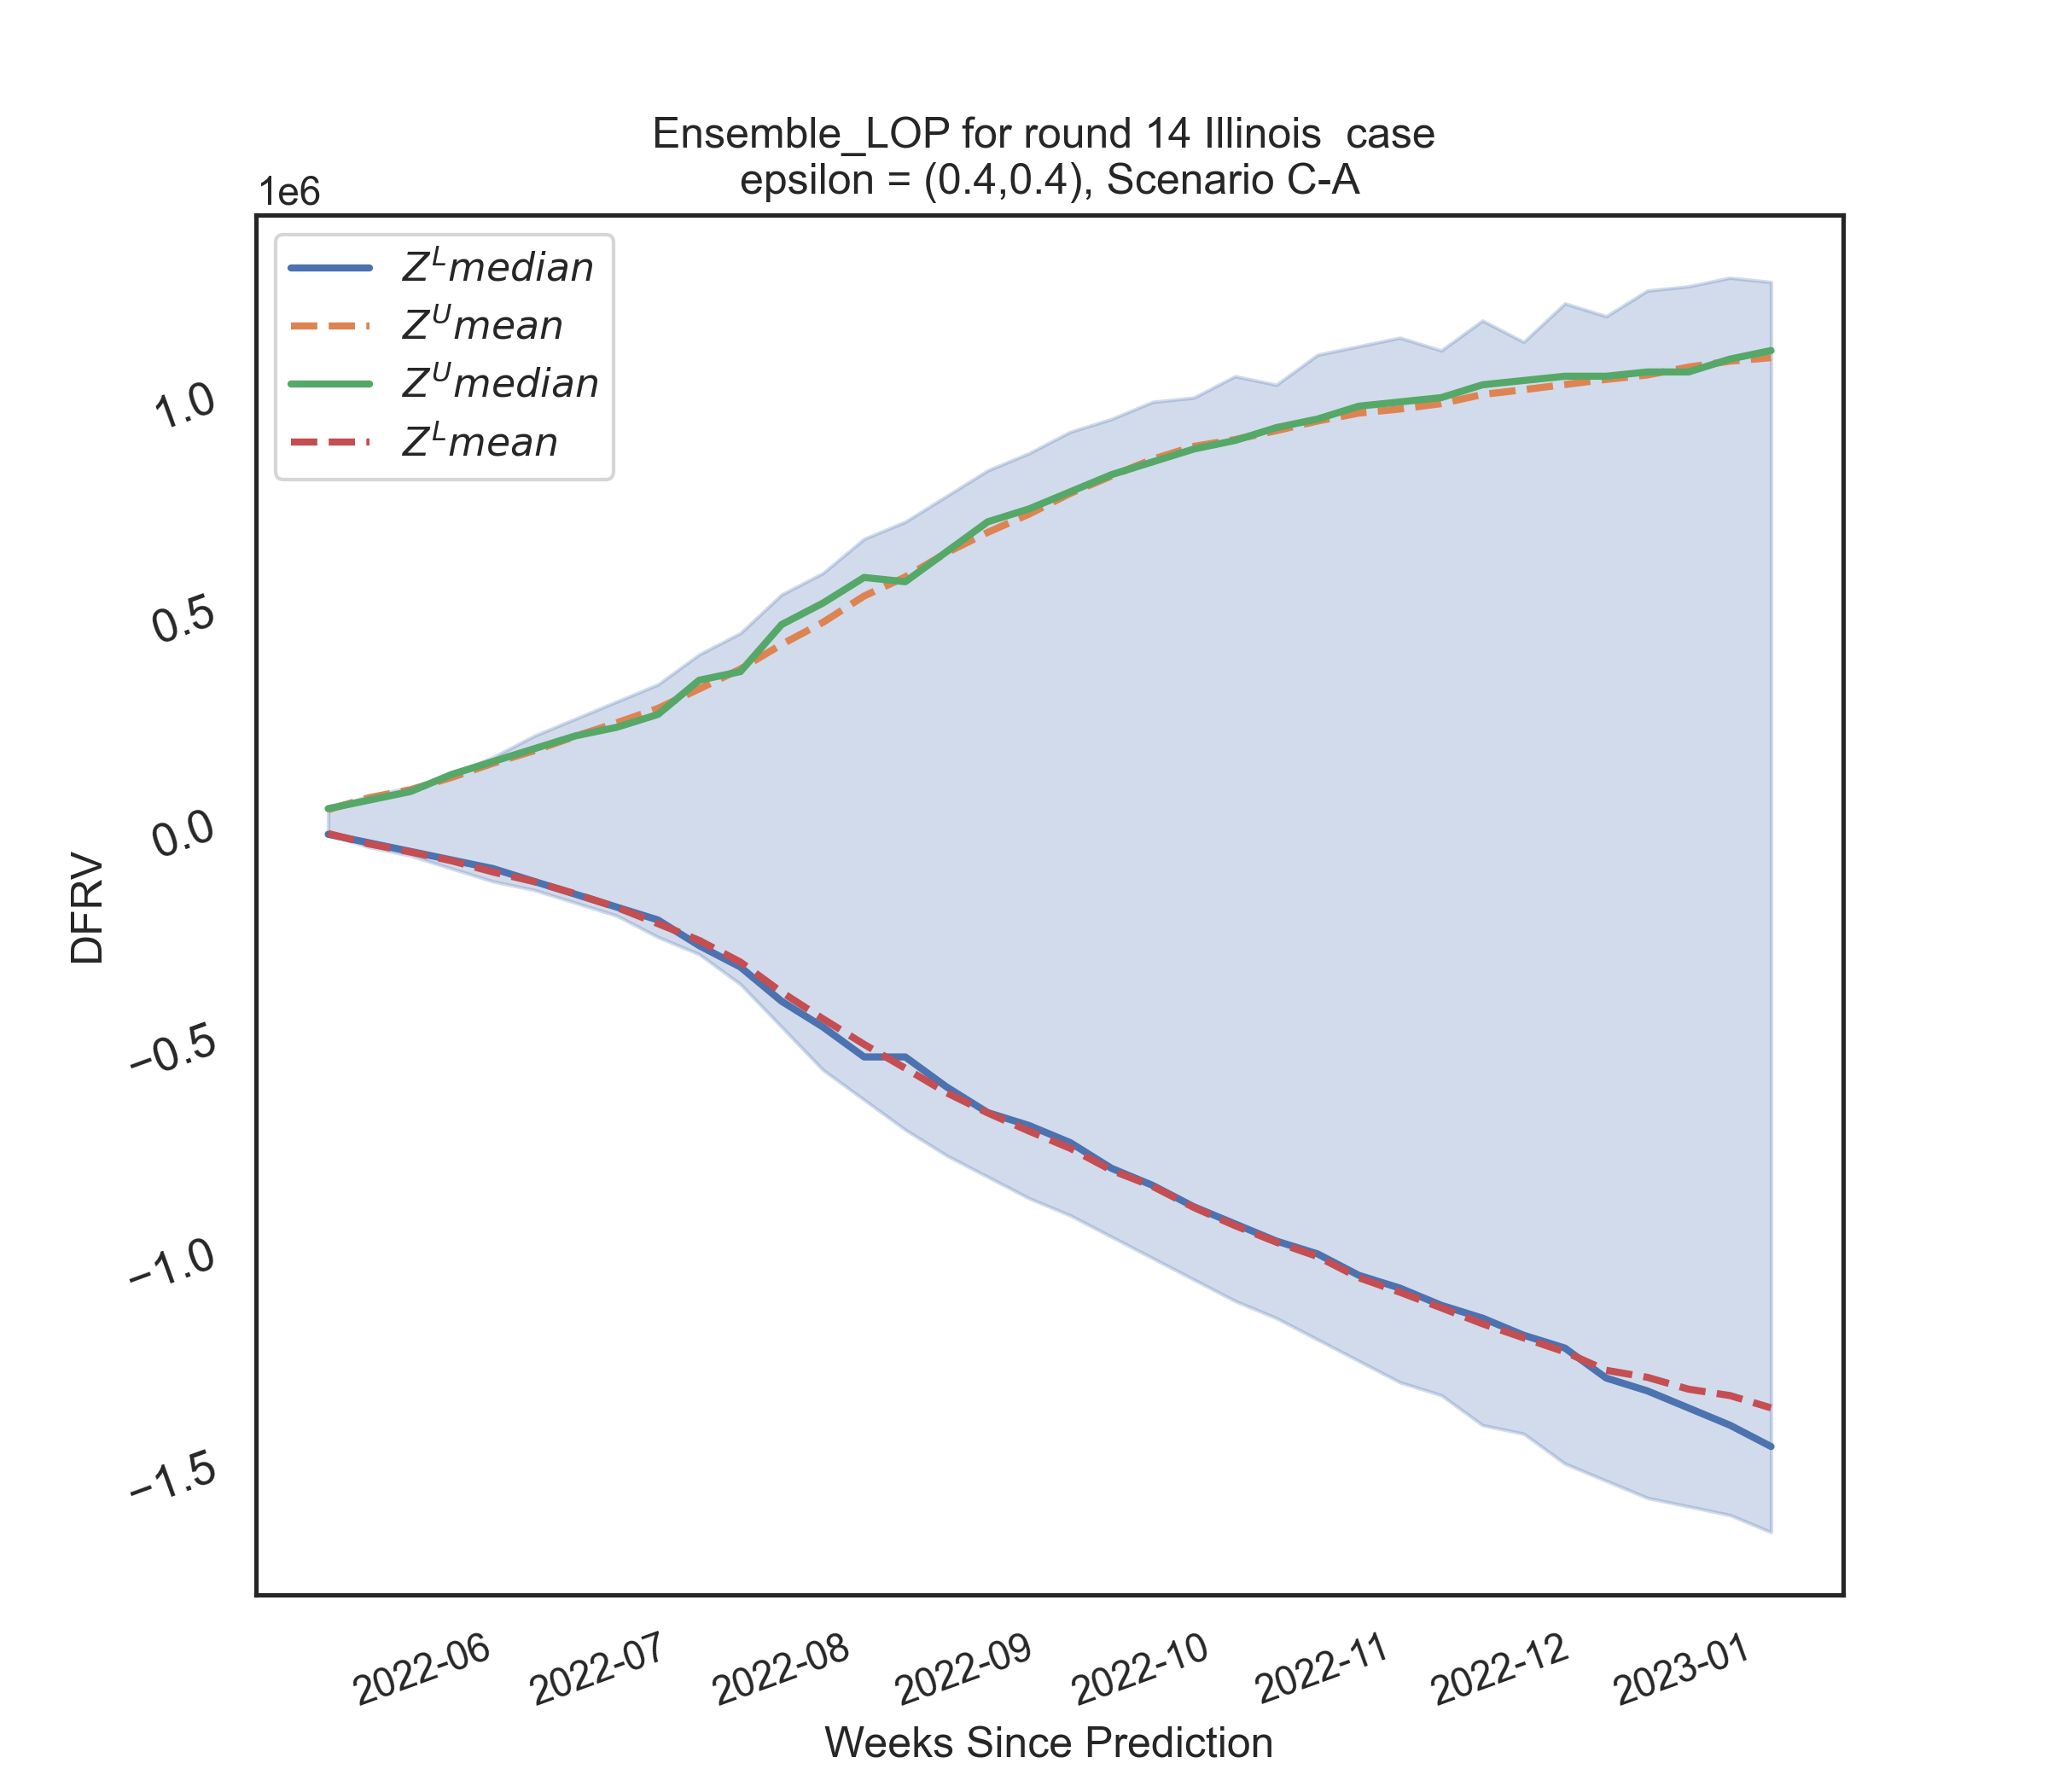 Ensemble_LOP for round 14 Illinois  case
epsilon = (0.4,0.4), Scenario C-A
1e6
Z^L median
Z^U mean
Z^U median
Z^L mean
1.0
0.5
0.0
−0.5
−1.0
−1.5
DFRV
2022-06
2022-07
2022-08
2022-09
2022-10
2022-11
2022-12
2023-01
Weeks Since Prediction